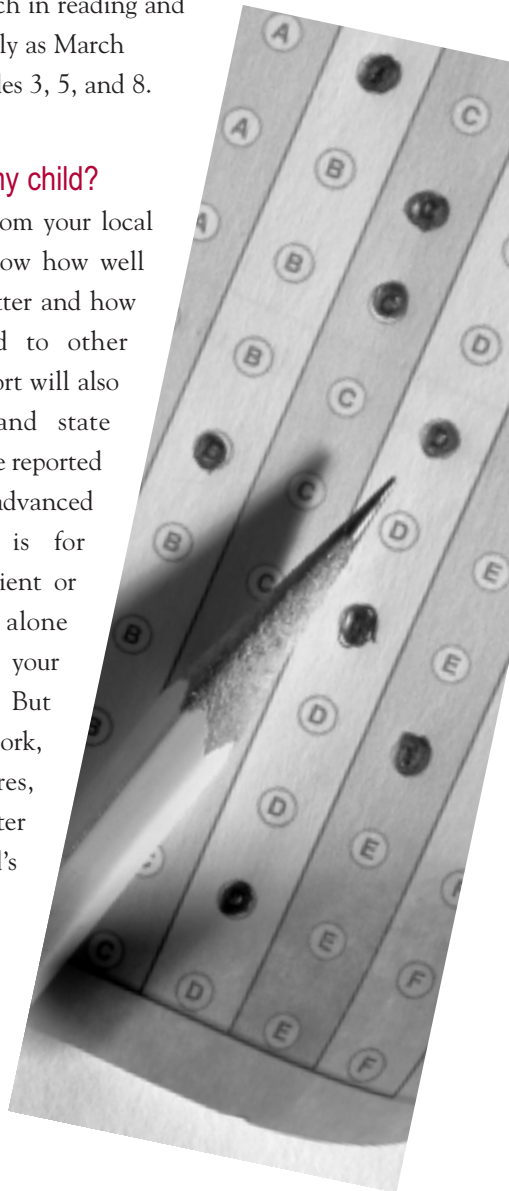 ch in reading and
ly as March
les 3, 5, and 8.
ny child?
om your local
ow how well
tter and how
d to other
ort will also
and state
e reported
advanced
is for
ient or
alone
your
But
ork,
res,
ter
l's
A C
A B
A B D
B C
B C D E
B C E
B D
B D E
C E F
C D E F